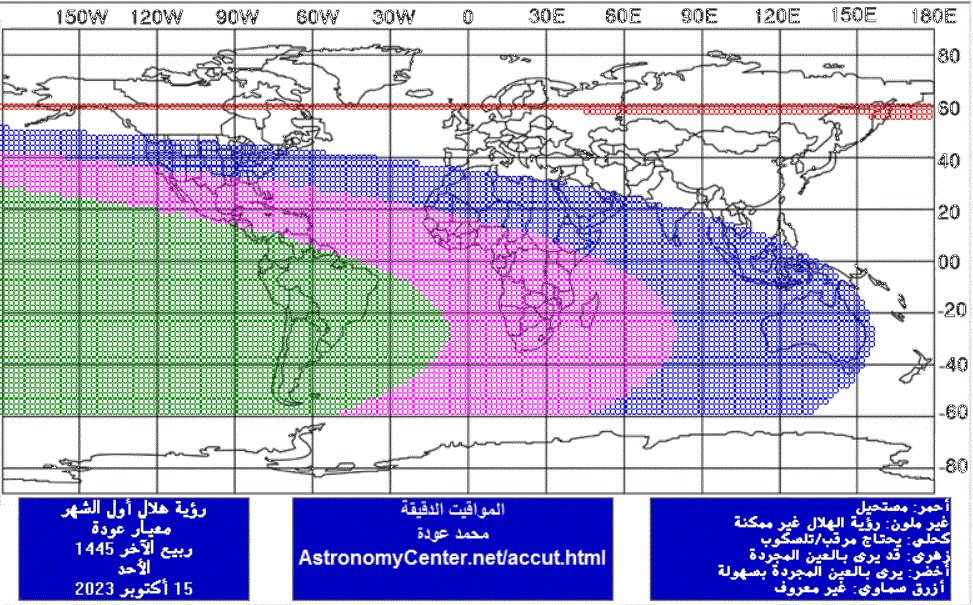 150W 120W 90W 60W 30W 0 30E 60E 90E 120E 150E 180E
80
60
40
20
00
-20
-40
-60
-80
رؤية هلال أول الشهر
معيار عودة
ربيع الآخر 1445
الأحد
15 أكتوبر 2023
المواقيت الدقيقة
محمد عودة
AstronomyCenter.net/accut.html
أحمر: مستحيل
غير ملون: رؤية الهلال غير ممكنة
كحلي: يحتاج مرقب/تلسكوب
زهري: قد يرى بالعين المجردة
أخضر: يرى بالعين المجردة بسهولة
أزرق سماوي: غير معروف